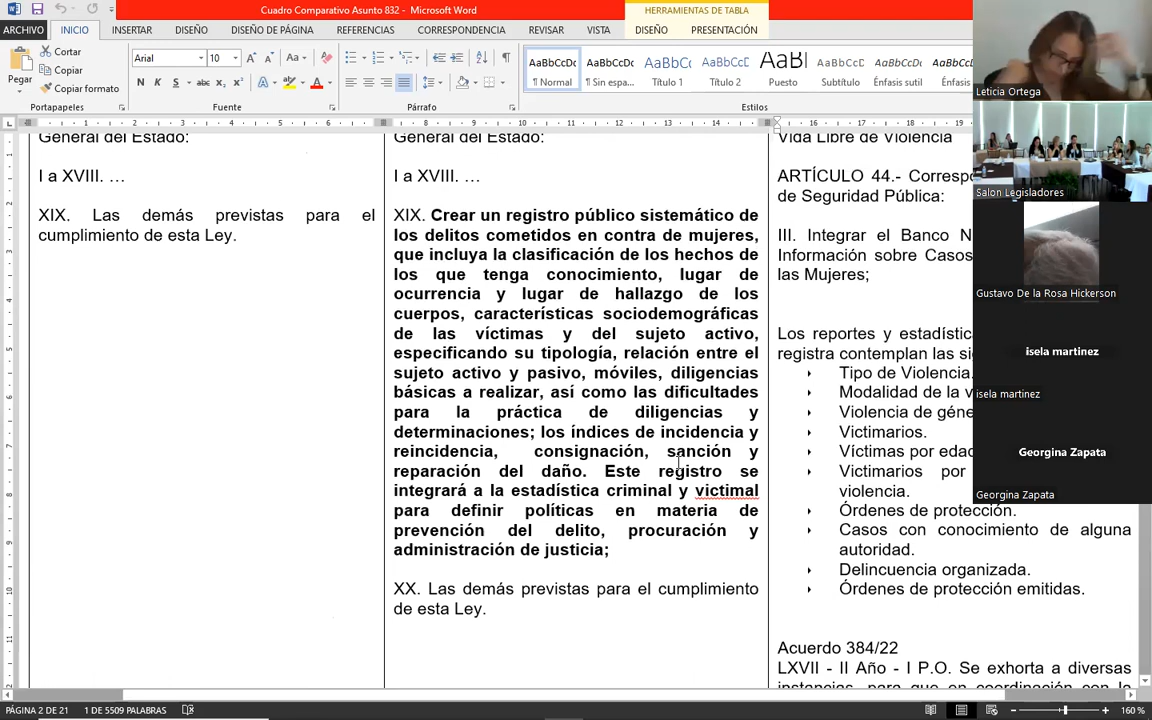 Cuadro Comparativo Asunto 832 - Microsoft Word
HERRAMIENTAS DE TABLA
ARCHIVO INICIO INSERTAR DISEÑO DISEÑO DE PÁGINA REFERENCIAS CORRESPONDENCIA REVISAR VISTA DISEÑO PRESENTACIÓN
Pegar
Cortar
Copiar
Copiar formato
Portapapeles
Arial 10
N K S
Fuente
Párrafo
AaBbCcDc AaBbCcDc AaBbCc AaBbCcC AaBl AaBbCcC AaBbCcDc AaBbCcDc
¶ Normal ¶ Sin espa... Título 1 Título 2 Puesto Subtítulo Énfasis sutil Énfasis
Estilos
General del Estado:
I a XVIII. …
XIX. Las demás previstas para el
cumplimiento de esta Ley.
General del Estado:
I a XVIII. …
XIX. Crear un registro público sistemático de
los delitos cometidos en contra de mujeres,
que incluya la clasificación de los hechos de
los que tenga conocimiento, lugar de
ocurrencia y lugar de hallazgo de los
cuerpos, características sociodemográficas
de las víctimas y del sujeto activo,
especificando su tipología, relación entre el
sujeto activo y pasivo, móviles, diligencias
básicas a realizar, así como las dificultades
para la práctica de diligencias y
determinaciones; los índices de incidencia y
reincidencia, consignación, sanción y
reparación del daño. Este registro se
integrará a la estadística criminal y victimal
para definir políticas en materia de
prevención del delito, procuración y
administración de justicia;
XX. Las demás previstas para el cumplimiento
de esta Ley.
Vida Libre de Violencia
ARTÍCULO 44.- Corresp
de Seguridad Pública:
III. Integrar el Banco N
Información sobre Casos
las Mujeres;
Los reportes y estadístic
registra contemplan las si
Tipo de Violencia.
Modalidad de la v
Violencia de géne
Victimarios.
Víctimas por edad
Victimarios por
violencia.
Órdenes de protección.
Casos con conocimiento de alguna
autoridad.
Delincuencia organizada.
Órdenes de protección emitidas.
Acuerdo 384/22
LXVII - II Año - I P.O. Se exhorta a diversas
instancias, para que en coordinación con la
Leticia Ortega
Salon Legisladores
Gustavo De la Rosa Hickerson
isela martinez
isela martinez
Georgina Zapata
Georgina Zapata
PÁGINA 2 DE 21 1 DE 5509 PALABRAS 160 %